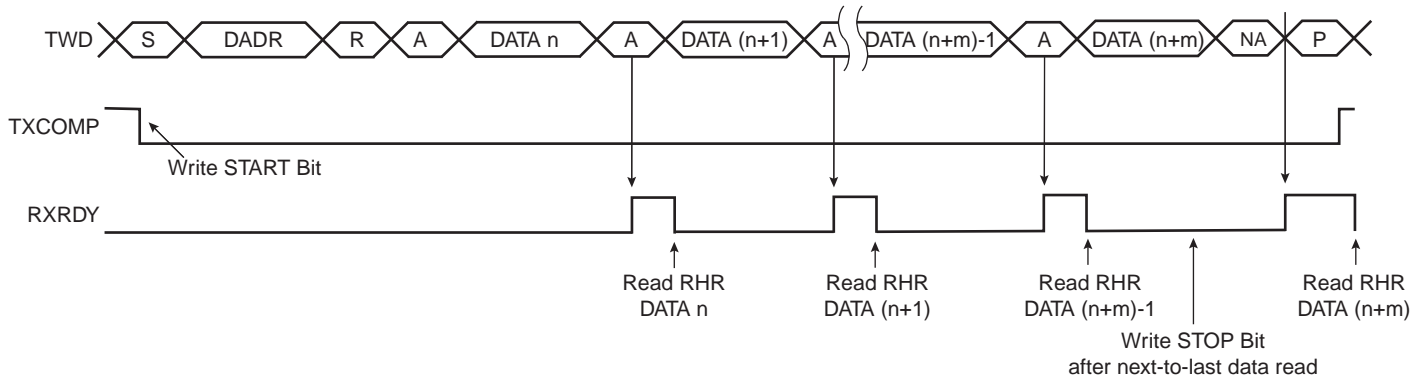 TWD S DADR R A DATA n A DATA (n+1) A DATA (n+m)-1 A DATA (n+m) NA P
TXCOMP
Write START Bit
RXRDY
Read RHR Read RHR Read RHR Read RHR
DATA n DATA (n+1) DATA (n+m)-1 DATA (n+m)
Write STOP Bit
after next-to-last data read